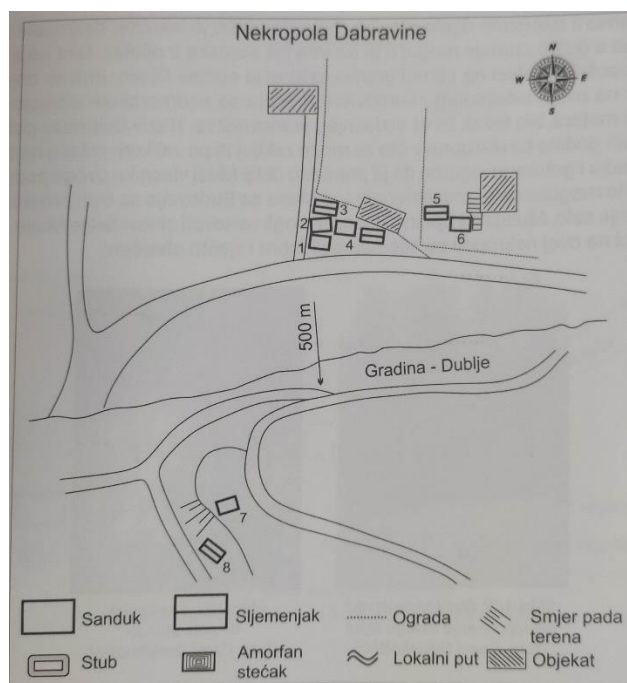 Nekropola Dabravine
N
W E
S
3
2
1
4
5
6
500 m
Gradina - Dublje
7
8
Sanduk
Sljemenjak
Ograda
Smjer pada
terena
Stub
Amorfan
stećak
Lokalni put
Objekat